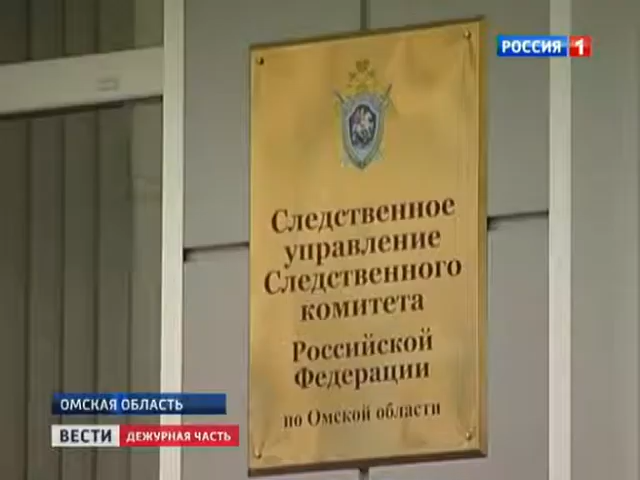 РОССИЯ 1
Следственное
управление
Следственного
комитета
Российской
Федерации
по Омской области
ОМСКАЯ ОБЛАСТЬ
ВЕСТИ ДЕЖУРНАЯ ЧАСТЬ